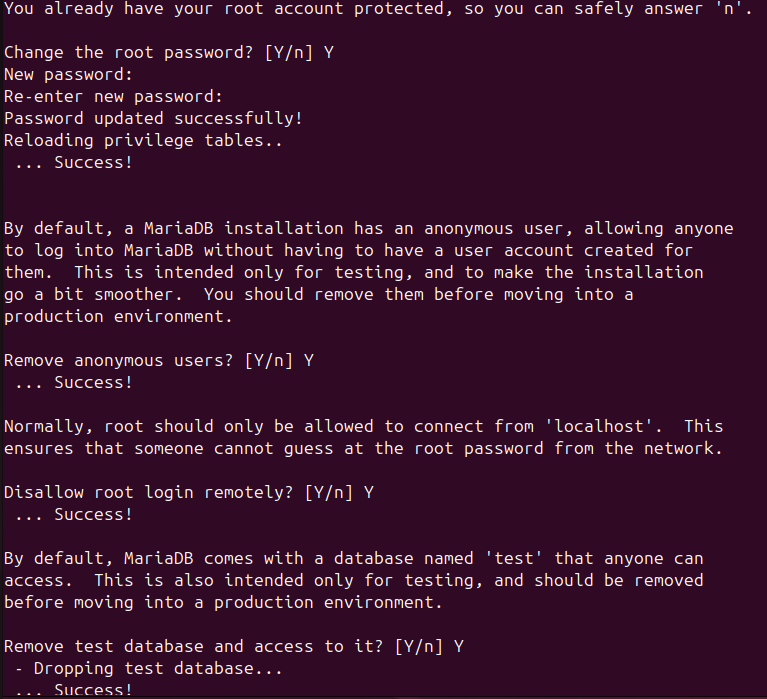 You already have your root account protected, so you can safely answer 'n'.
Change the root password? [Y/n] Y
New password:
Re-enter new password:
Password updated successfully!
Reloading privilege tables..
 ... Success!
By default, a MariaDB installation has an anonymous user, allowing anyone
to log into MariaDB without having to have a user account created for
them.  This is intended only for testing, and to make the installation
go a bit smoother.  You should remove them before moving into a
production environment.
Remove anonymous users? [Y/n] Y
 ... Success!
Normally, root should only be allowed to connect from 'localhost'.  This
ensures that someone cannot guess at the root password from the network.
Disallow root login remotely? [Y/n] Y
 ... Success!
By default, MariaDB comes with a database named 'test' that anyone can
access.  This is also intended only for testing, and should be removed
before moving into a production environment.
Remove test database and access to it? [Y/n] Y
 - Dropping test database...
 ... Success!